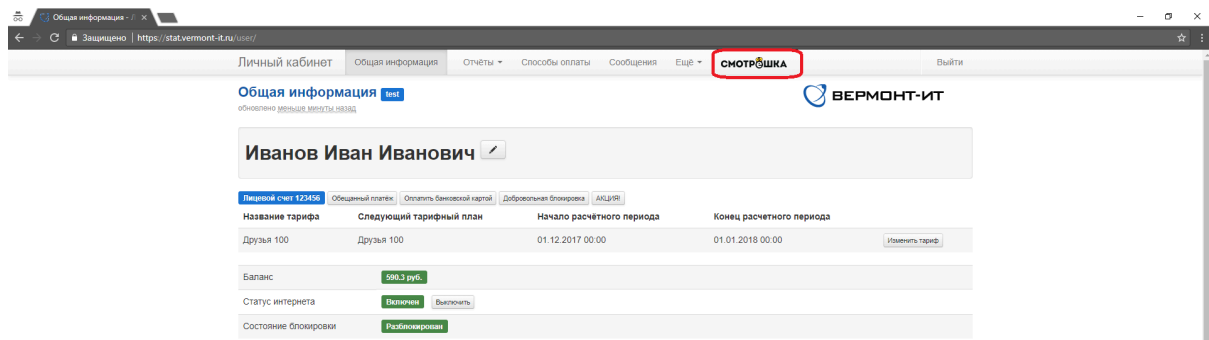 Общая информация - Л
Защищено | https://stat.vermont-it.ru/user/
Личный кабинет Общая информация Отчёты Способы оплаты Сообщения Ещё СМОТРЁШКА Выйти
Общая информация test
обновлено меньше минуты назад
ВЕРМОНТ-ИТ
Иванов Иван Иванович
Лицевой счет 123456 Обещанный платёж Оплатить банковской картой Добровольная блокировка АКЦИЯ!
Название тарифа Следующий тарифный план Начало расчётного периода Конец расчетного периода
Друзья 100 Друзья 100 01.12.2017 00:00 01.01.2018 00:00 Изменить тариф
Баланс 590.3 руб.
Статус интернета Включен Выключить
Состояние блокировки Разблокирован